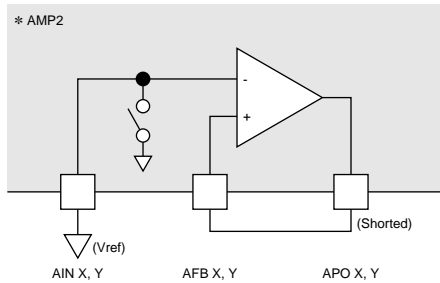 * AMP2
-
+
(Vref)
(Shorted)
AIN X, Y AFB X, Y APO X, Y